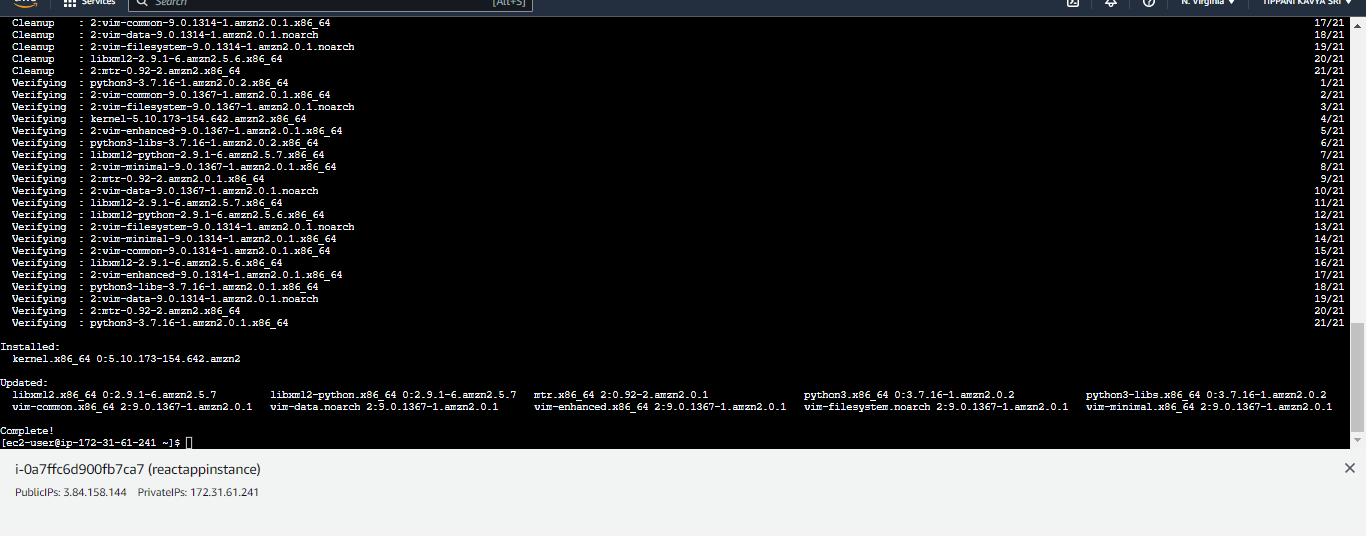 Services
Search
[Alt+S]
N. Virginia
TIPPANI KAVYA SRI
Cleanup : 2:vim-common-9.0.1314-1.amzn2.0.1.x86_64 17/21
Cleanup : 2:vim-data-9.0.1314-1.amzn2.0.1.noarch 18/21
Cleanup : 2:vim-filesystem-9.0.1314-1.amzn2.0.1.noarch 19/21
Cleanup : libxml2-2.9.1-6.amzn2.5.6.x86_64 20/21
Cleanup : 2:mtr-0.92-2.amzn2.x86_64 21/21
Verifying : python3-3.7.16-1.amzn2.0.2.x86_64 1/21
Verifying : 2:vim-common-9.0.1367-1.amzn2.0.1.x86_64 2/21
Verifying : 2:vim-filesystem-9.0.1367-1.amzn2.0.1.noarch 3/21
Verifying : kernel-5.10.173-154.642.amzn2.x86_64 4/21
Verifying : 2:vim-enhanced-9.0.1367-1.amzn2.0.1.x86_64 5/21
Verifying : python3-libs-3.7.16-1.amzn2.0.2.x86_64 6/21
Verifying : libxml2-python-2.9.1-6.amzn2.5.7.x86_64 7/21
Verifying : 2:vim-minimal-9.0.1367-1.amzn2.0.1.x86_64 8/21
Verifying : 2:mtr-0.92-2.amzn2.0.1.x86_64 9/21
Verifying : 2:vim-data-9.0.1367-1.amzn2.0.1.noarch 10/21
Verifying : libxml2-2.9.1-6.amzn2.5.7.x86_64 11/21
Verifying : libxml2-python-2.9.1-6.amzn2.5.6.x86_64 12/21
Verifying : 2:vim-filesystem-9.0.1314-1.amzn2.0.1.noarch 13/21
Verifying : 2:vim-minimal-9.0.1314-1.amzn2.0.1.x86_64 14/21
Verifying : 2:vim-common-9.0.1314-1.amzn2.0.1.x86_64 15/21
Verifying : libxml2-2.9.1-6.amzn2.5.6.x86_64 16/21
Verifying : 2:vim-enhanced-9.0.1314-1.amzn2.0.1.x86_64 17/21
Verifying : python3-libs-3.7.16-1.amzn2.0.1.x86_64 18/21
Verifying : 2:vim-data-9.0.1314-1.amzn2.0.1.noarch 19/21
Verifying : 2:mtr-0.92-2.amzn2.x86_64 20/21
Verifying : python3-3.7.16-1.amzn2.0.1.x86_64 21/21
Installed:
kernel.x86_64 0:5.10.173-154.642.amzn2
Updated:
libxml2.x86_64 0:2.9.1-6.amzn2.5.7 libxml2-python.x86_64 0:2.9.1-6.amzn2.5.7 mtr.x86_64 2:0.92-2.amzn2.0.1 python3.x86_64 0:3.7.16-1.amzn2.0.2 python3-libs.x86_64 0:3.7.16-1.amzn2.0.2
vim-common.x86_64 2:9.0.1367-1.amzn2.0.1 vim-data.noarch 2:9.0.1367-1.amzn2.0.1 vim-enhanced.x86_64 2:9.0.1367-1.amzn2.0.1 vim-filesystem.noarch 2:9.0.1367-1.amzn2.0.1 vim-minimal.x86_64 2:9.0.1367-1.amzn2.0.1
Complete!
[ec2-user@ip-172-31-61-241 ~]$
i-0a7ffc6d900fb7ca7 (reactappinstance)
PublicIPs: 3.84.158.144 PrivateIPs: 172.31.61.241